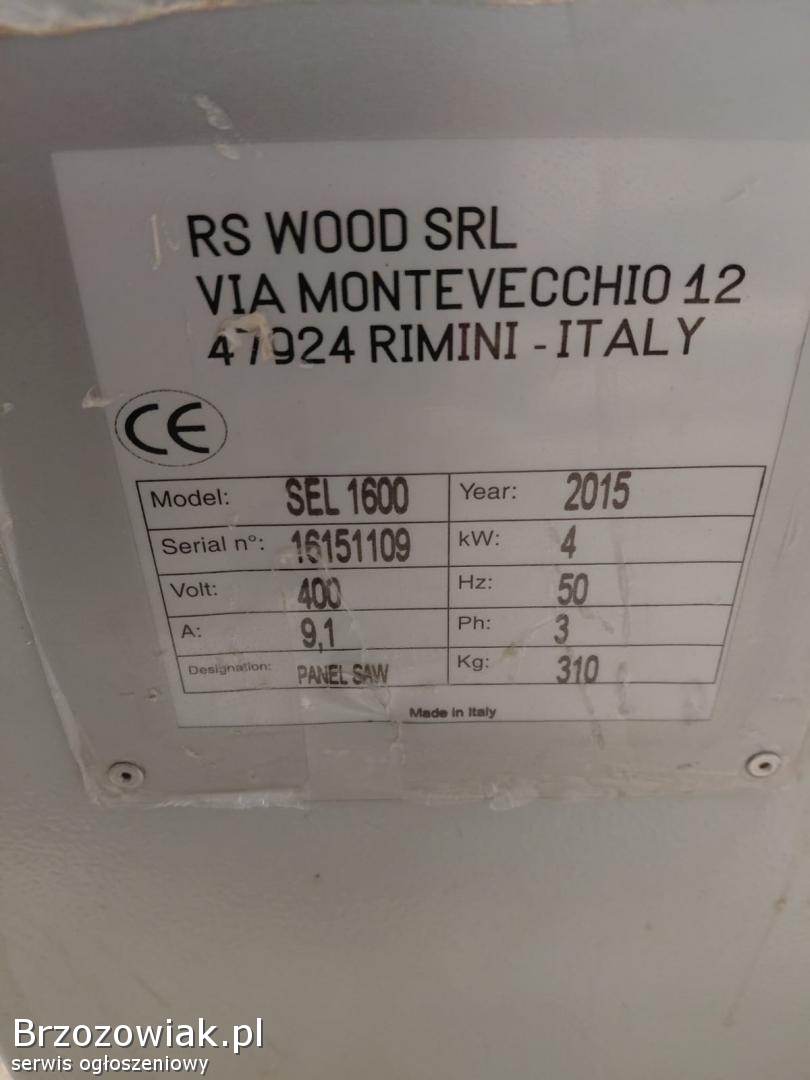 RS WOOD SRL
VIA MONTEVECCHIO 12
47924 RIMINI - ITALY
CE
Model: SEL 1600 Year: 2015
Serial n°: 16151109 kW: 4
Volt: 400 Hz: 50
A: 9,1 Ph: 3
Designation: PANEL SAW Kg: 310
Made in Italy
Brzozowiak.pl
serwis ogłoszeniowy